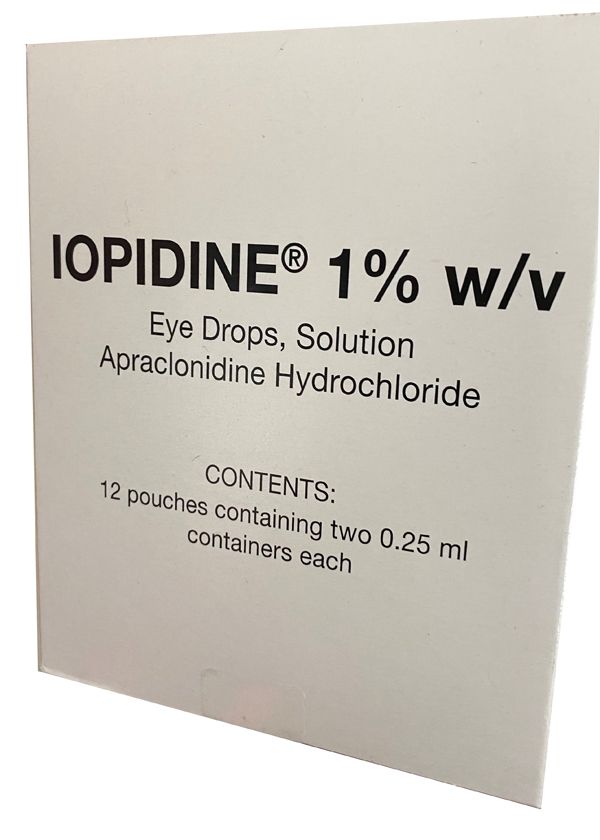 IOPIDINE® 1% w/v
Eye Drops, Solution
Apraclonidine Hydrochloride
CONTENTS:
12 pouches containing two 0.25 ml
containers each